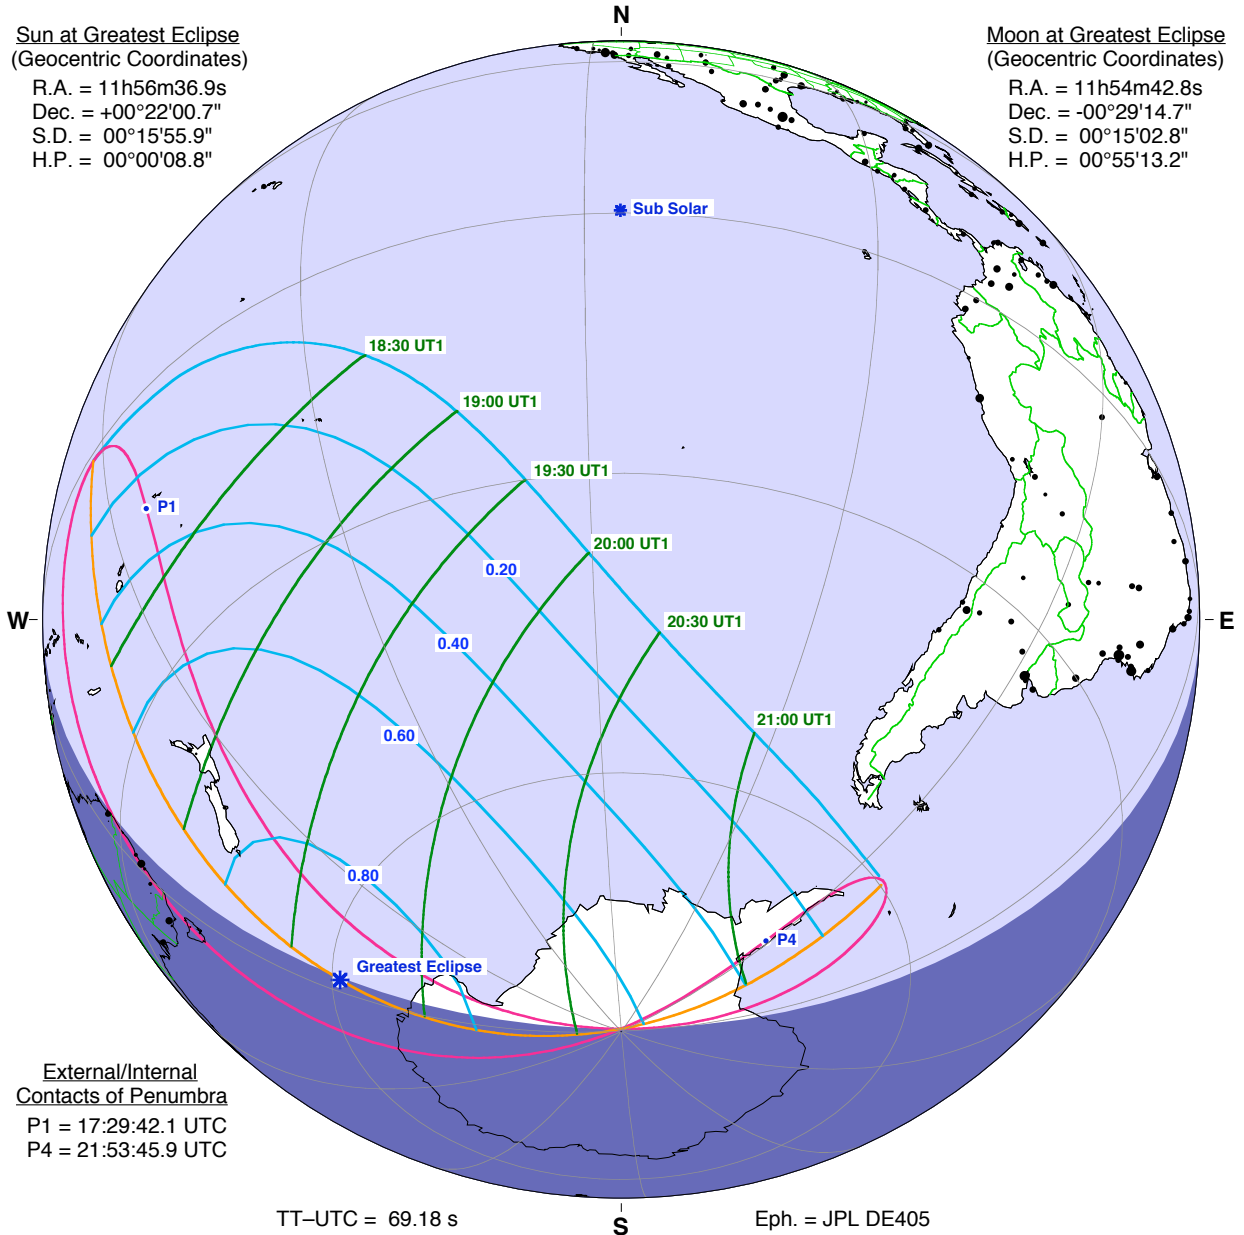 N
Sun at Greatest Eclipse
(Geocentric Coordinates)
R.A. = 11h56m36.9s
Dec. = +00°22'00.7"
S.D. = 00°15'55.9"
H.P. = 00°00'08.8"
Moon at Greatest Eclipse
(Geocentric Coordinates)
R.A. = 11h54m42.8s
Dec. = -00°29'14.7"
S.D. = 00°15'02.8"
H.P. = 00°55'13.2"
Sub Solar
18:30 UT1
19:00 UT1
19:30 UT1
P1
20:00 UT1
0.20
W
E
20:30 UT1
0.40
21:00 UT1
0.60
0.80
P4
Greatest Eclipse
External/Internal
Contacts of Penumbra
P1 = 17:29:42.1 UTC
P4 = 21:53:45.9 UTC
TT–UTC = 69.18 s
S
Eph. = JPL DE405